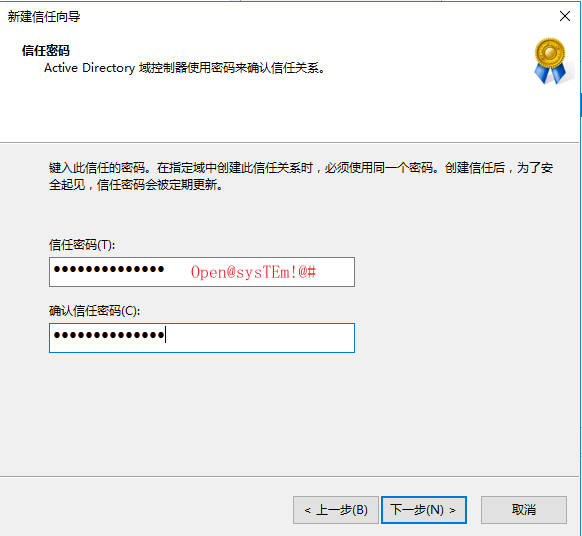 新建信任向导
信任密码
Active Directory 域控制器使用密码来确认信任关系。
键入此信任的密码。在指定域中创建此信任关系时，必须使用同一个密码。创建信任后，为了安
全起见，信任密码会被定期更新。
信任密码(T):
●●●●●●●●●●●●●● Open@sysTEm!@#
确认信任密码(C):
●●●●●●●●●●●●●●
< 上一步(B) 下一步(N) > 取消